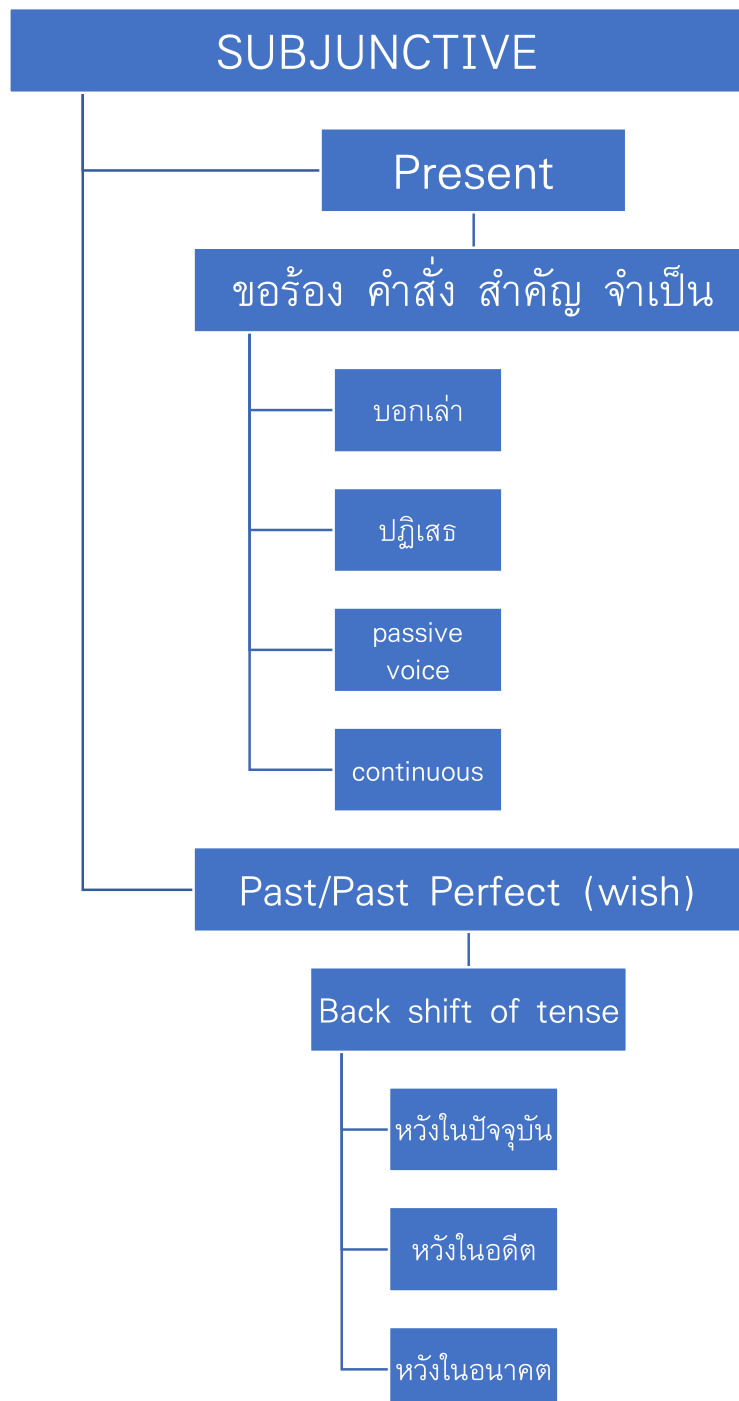 SUBJUNCTIVE
Present
ขอร้อง คำสั่ง สำคัญ จำเป็น
บอกเล่า
ปฏิเสธ
passive
voice
continuous
Past/Past Perfect (wish)
Back shift of tense
หวังในปัจจุบัน
หวังในอดีต
หวังในอนาคต